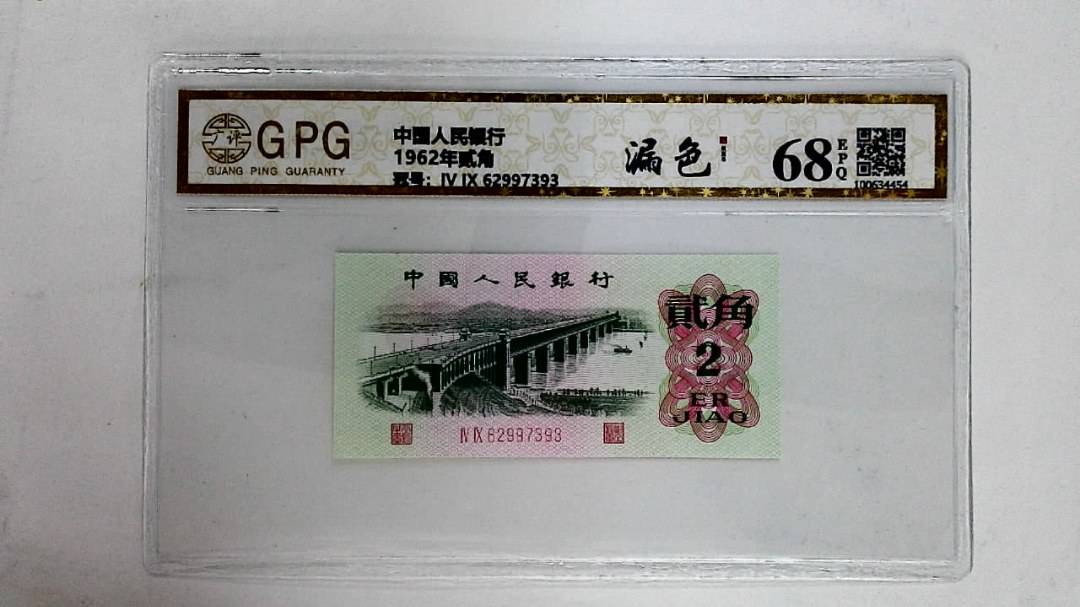 广评
GPG
GUANG PING GUARANTY
中国人民银行
1962年贰角
票号：IV IX 62997393
漏色
68
EPQ
100634454
中國人民銀行
貳角
2
ER
JIAO
IV IX 62997393